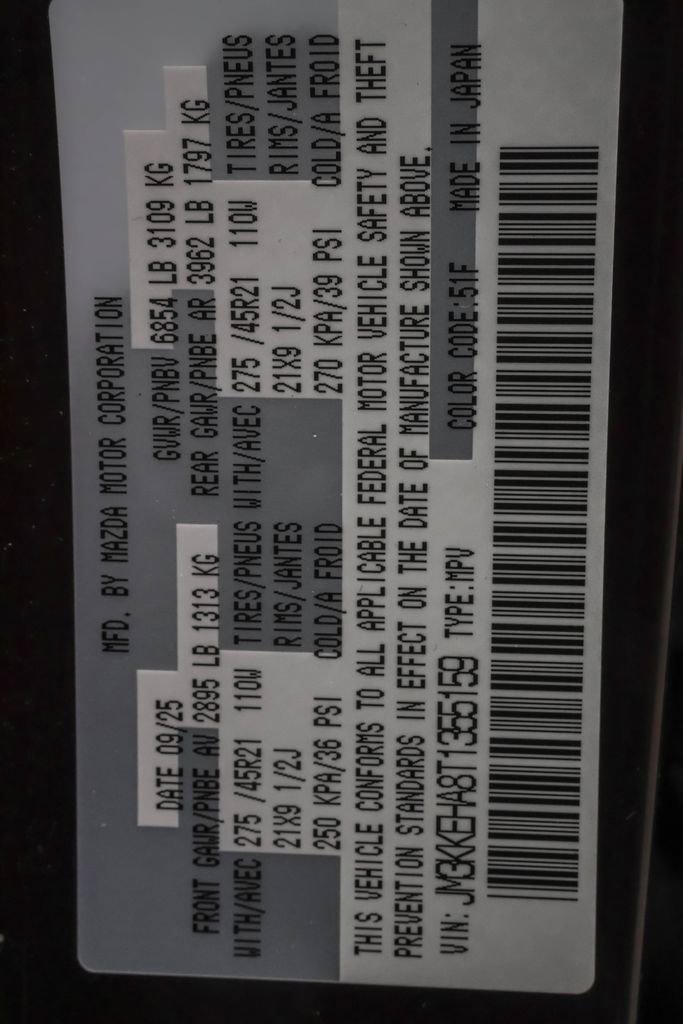 MFD. BY MAZDA MOTOR CORPORATION
DATE 09/25 GVWR/PNBV 6854 LB 3109 KG
FRONT GAWR/PNBE AV 2895 LB 1313 KG REAR GAWR/PNBE AR 3962 LB 1797 KG
WITH/AVEC 275 /45R21 110W TIRES/PNEUS WITH/AVEC 275 /45R21 110W TIRES/PNEUS
21X9 1/2J RIMS/JANTES 21X9 1/2J RIMS/JANTES
250 KPA/36 PSI COLD/A FROID 270 KPA/39 PSI COLD/A FROID
THIS VEHICLE CONFORMS TO ALL APPLICABLE FEDERAL MOTOR VEHICLE SAFETY AND THEFT
PREVENTION STANDARDS IN EFFECT ON THE DATE OF MANUFACTURE SHOWN ABOVE.
VIN: JM3KKEHA8T1355159 TYPE:MPV COLOR CODE:51F MADE IN JAPAN